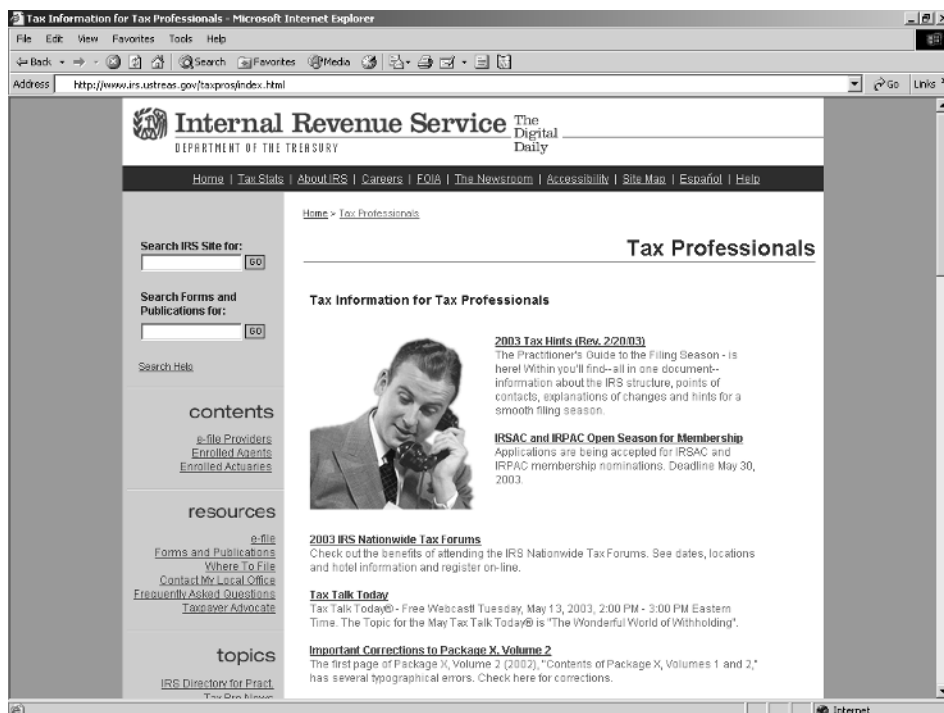 Tax Information for Tax Professionals - Microsoft Internet Explorer
File Edit View Favorites Tools Help
Back Search Favorites Media
Address http://www.irs.ustreas.gov/taxpros/index.html Go Links
Internal Revenue Service The Digital Daily
DEPARTMENT OF THE TREASURY
Home | Tax Stats | About IRS | Careers | FOIA | The Newsroom | Accessibility | Site Map | Español | Help
Home > Tax Professionals
Search IRS Site for:
GO
Search Forms and
Publications for:
GO
Search Help
contents
e-file Providers
Enrolled Agents
Enrolled Actuaries
resources
e-file
Forms and Publications
Where To File
Contact My Local Office
Frequently Asked Questions
Taxpayer Advocate
topics
IRS Directory for Pract.
Tax Pro News
Tax Professionals
Tax Information for Tax Professionals
2003 Tax Hints (Rev. 2/20/03)
The Practitioner's Guide to the Filing Season - is
here! Within you'll find--all in one document--
information about the IRS structure, points of
contacts, explanations of changes and hints for a
smooth filing season.
IRSAC and IRPAC Open Season for Membership
Applications are being accepted for IRSAC and
IRPAC membership nominations. Deadline May 30,
2003.
2003 IRS Nationwide Tax Forums
Check out the benefits of attending the IRS Nationwide Tax Forums. See dates, locations
and hotel information and register on-line.
Tax Talk Today
Tax Talk Today® - Free Webcast! Tuesday, May 13, 2003, 2:00 PM - 3:00 PM Eastern
Time. The Topic for the May Tax Talk Today® is "The Wonderful World of Withholding".
Important Corrections to Package X, Volume 2
The first page of Package X, Volume 2 (2002), "Contents of Package X, Volumes 1 and 2,"
has several typographical errors. Check here for corrections.
Internet